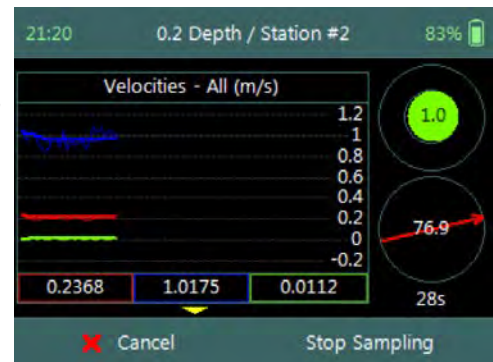 21:20 0.2 Depth / Station #2 83%
Velocities - All (m/s)
1.2
1
0.8
0.6
0.4
0.2
0
-0.2
0.2368 1.0175 0.0112
1.0
76.9
28s
Cancel Stop Sampling